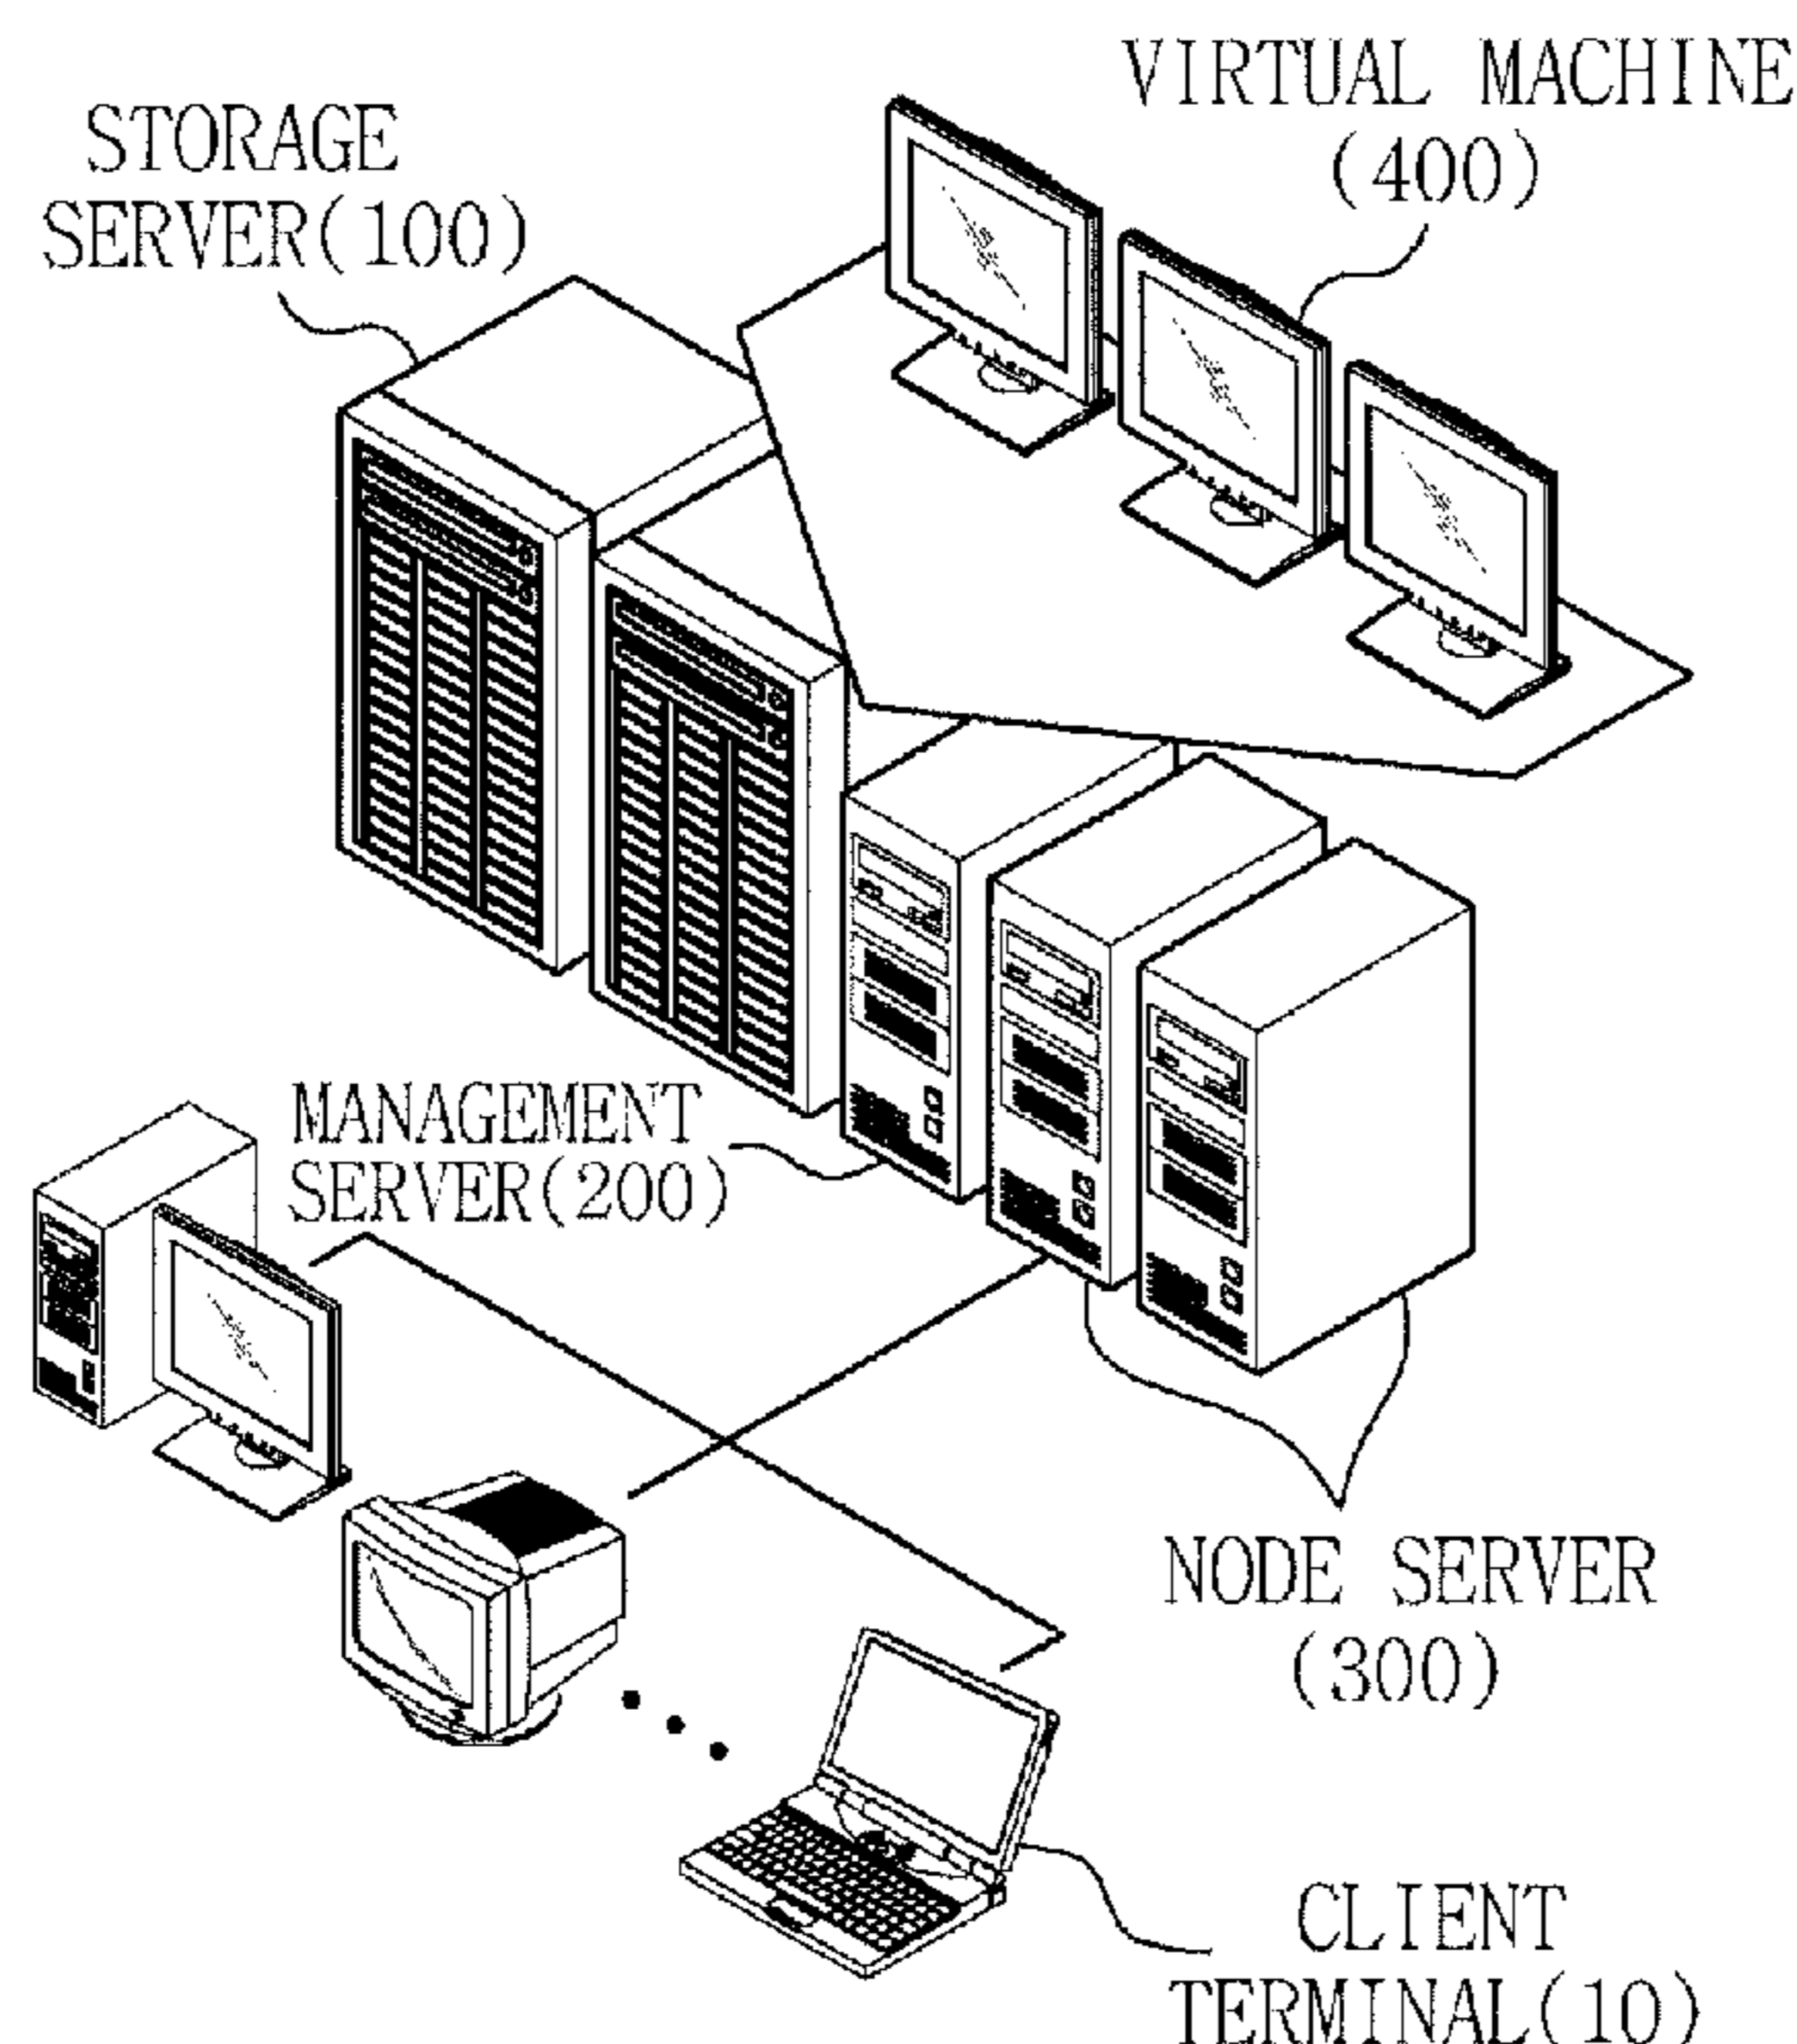 VIRTUAL MACHINE
(400)
STORAGE
SERVER(100)
MANAGEMENT
SERVER(200)
NODE SERVER
(300)
CLIENT
TERMINAL(10)